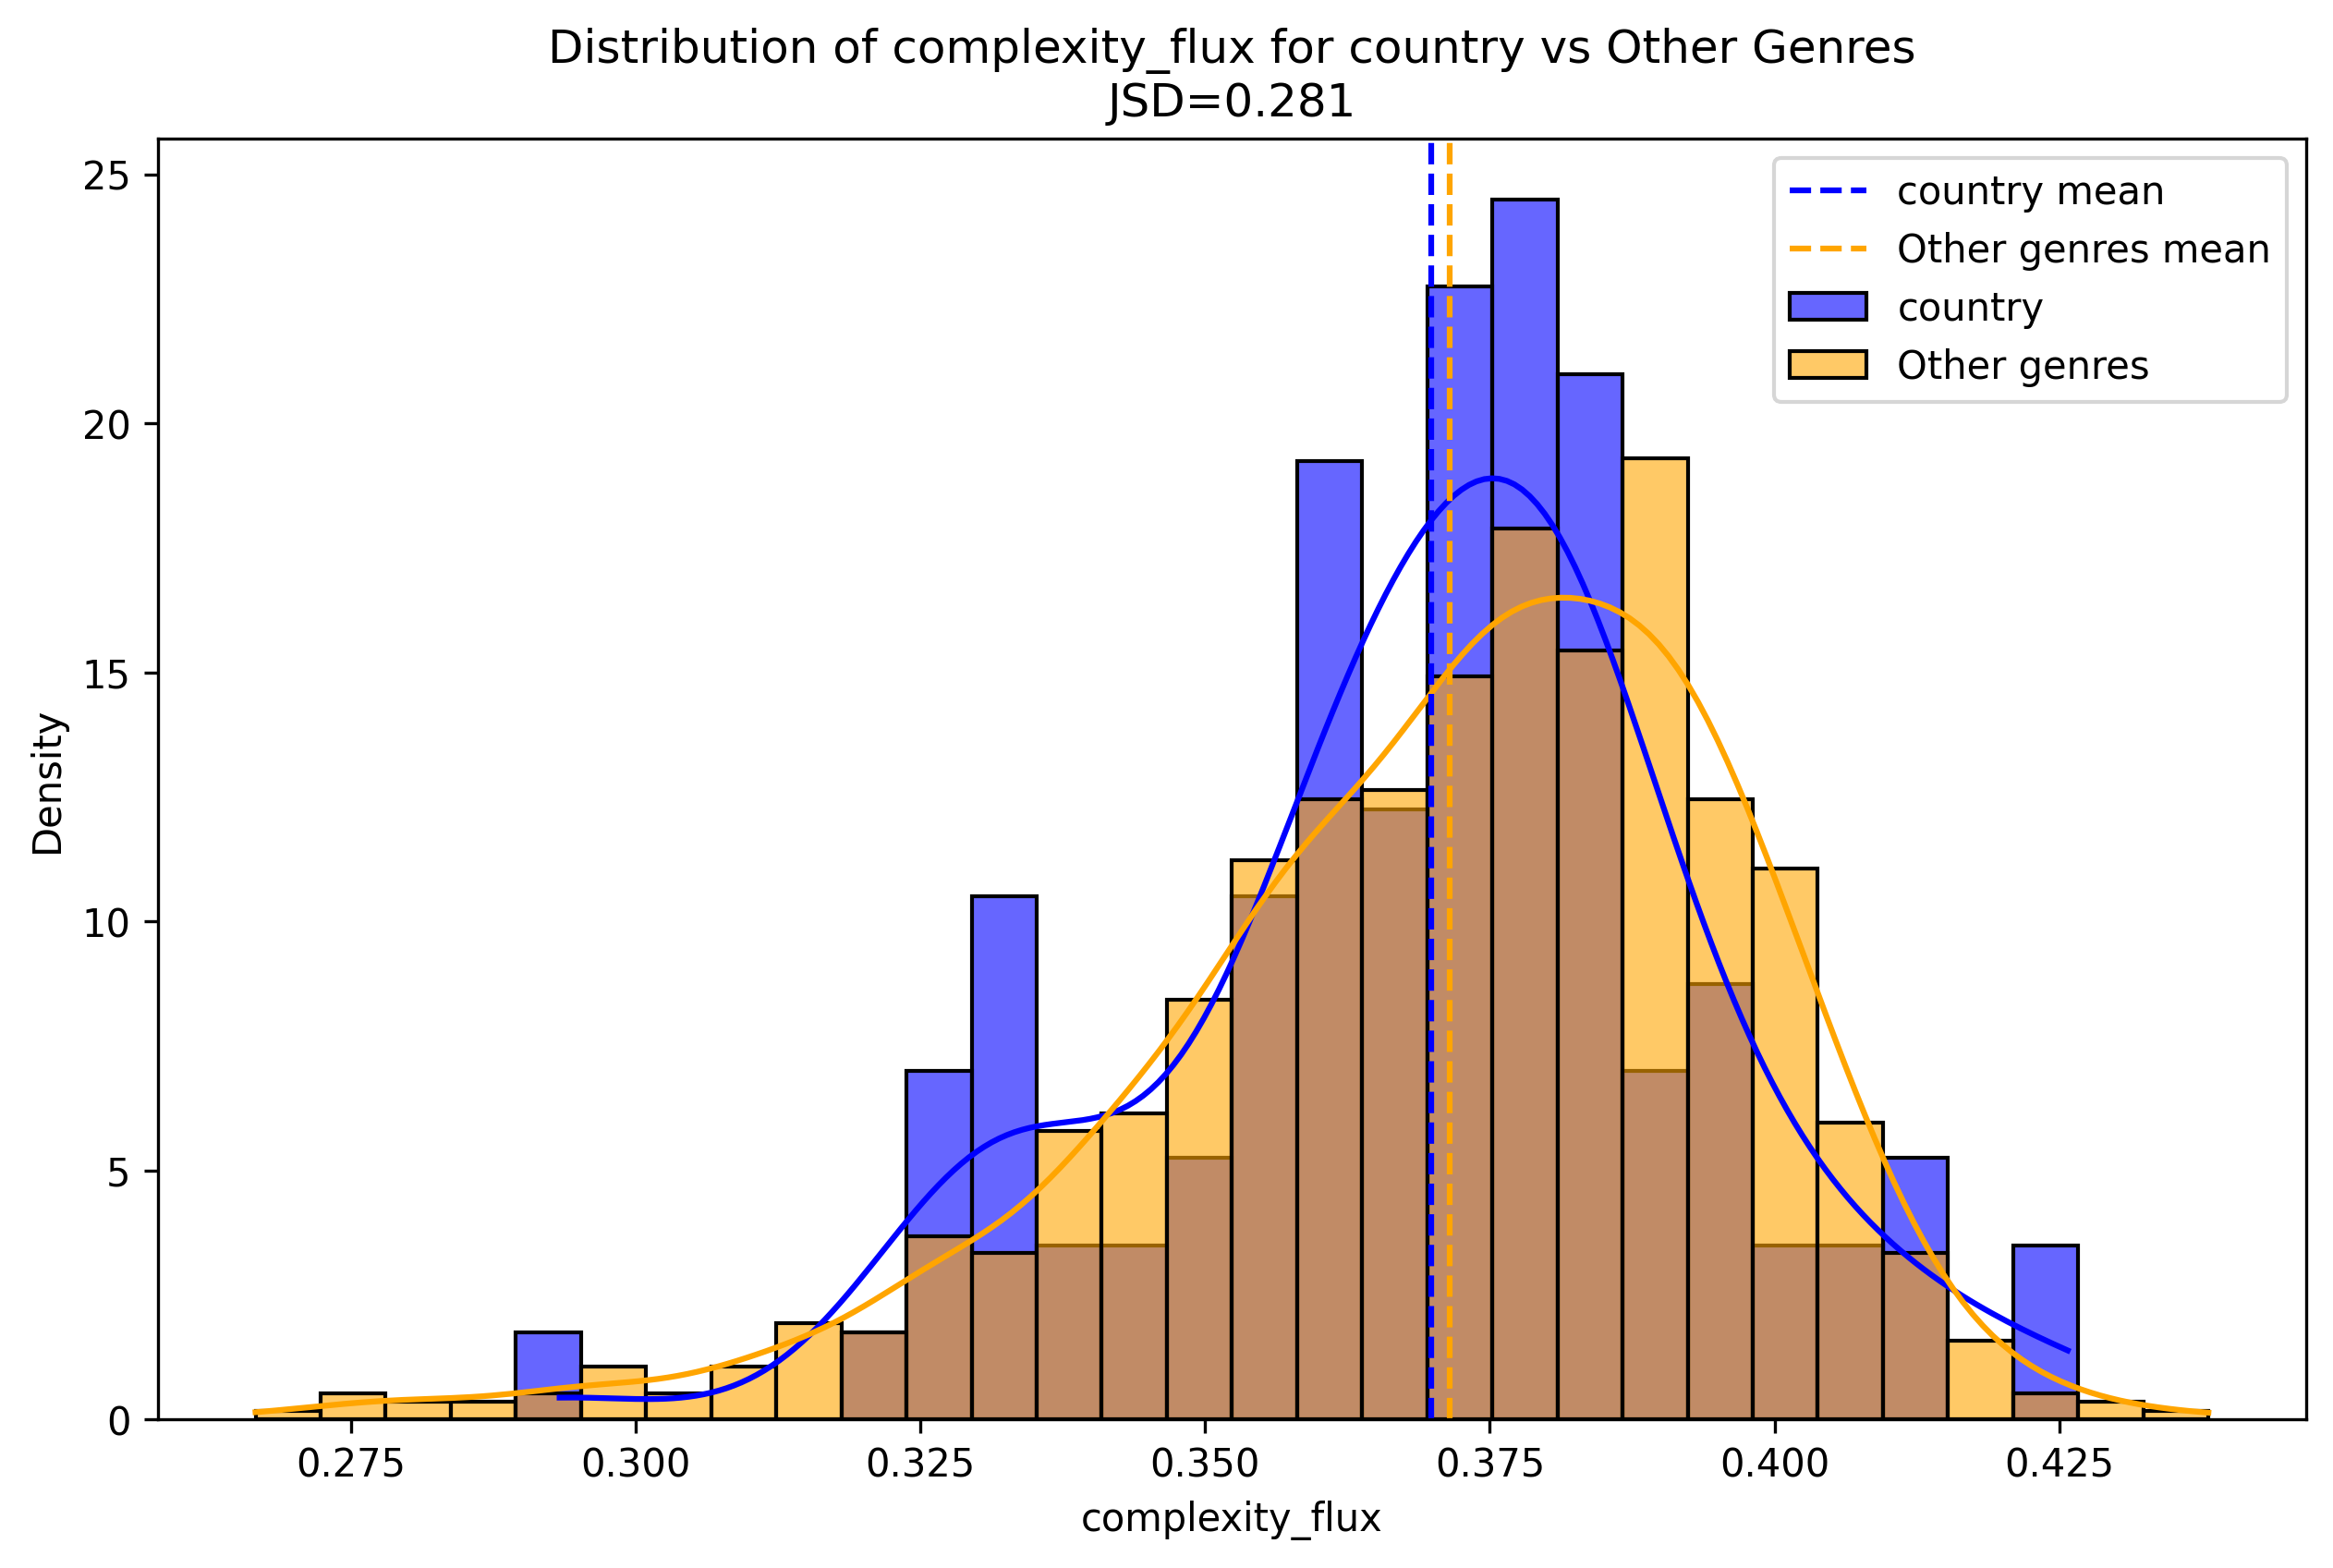 Distribution of complexity_flux for country vs Other Genres
JSD=0.281
country mean
Other genres mean
country
Other genres
Density
25
20
15
10
5
0
0.275
0.300
0.325
0.350
0.375
0.400
0.425
complexity_flux